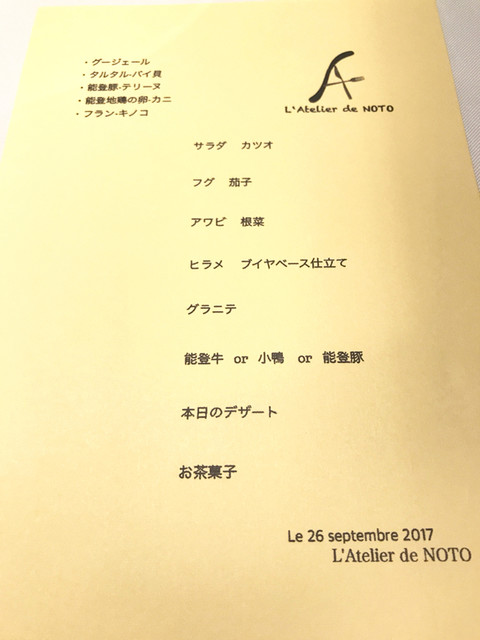 ・グージェール
・タルタル-バイ貝
・能登豚-テリーヌ
・能登地鶏の卵-カニ
・フラン-キノコ
L'Atelier de NOTO
サラダ カツオ
フグ 茄子
アワビ 根菜
ヒラメ ブイヤベース仕立て
グラニテ
能登牛 or 小鴨 or 能登豚
本日のデザート
お茶菓子
Le 26 septembre 2017
L'Atelier de NOTO